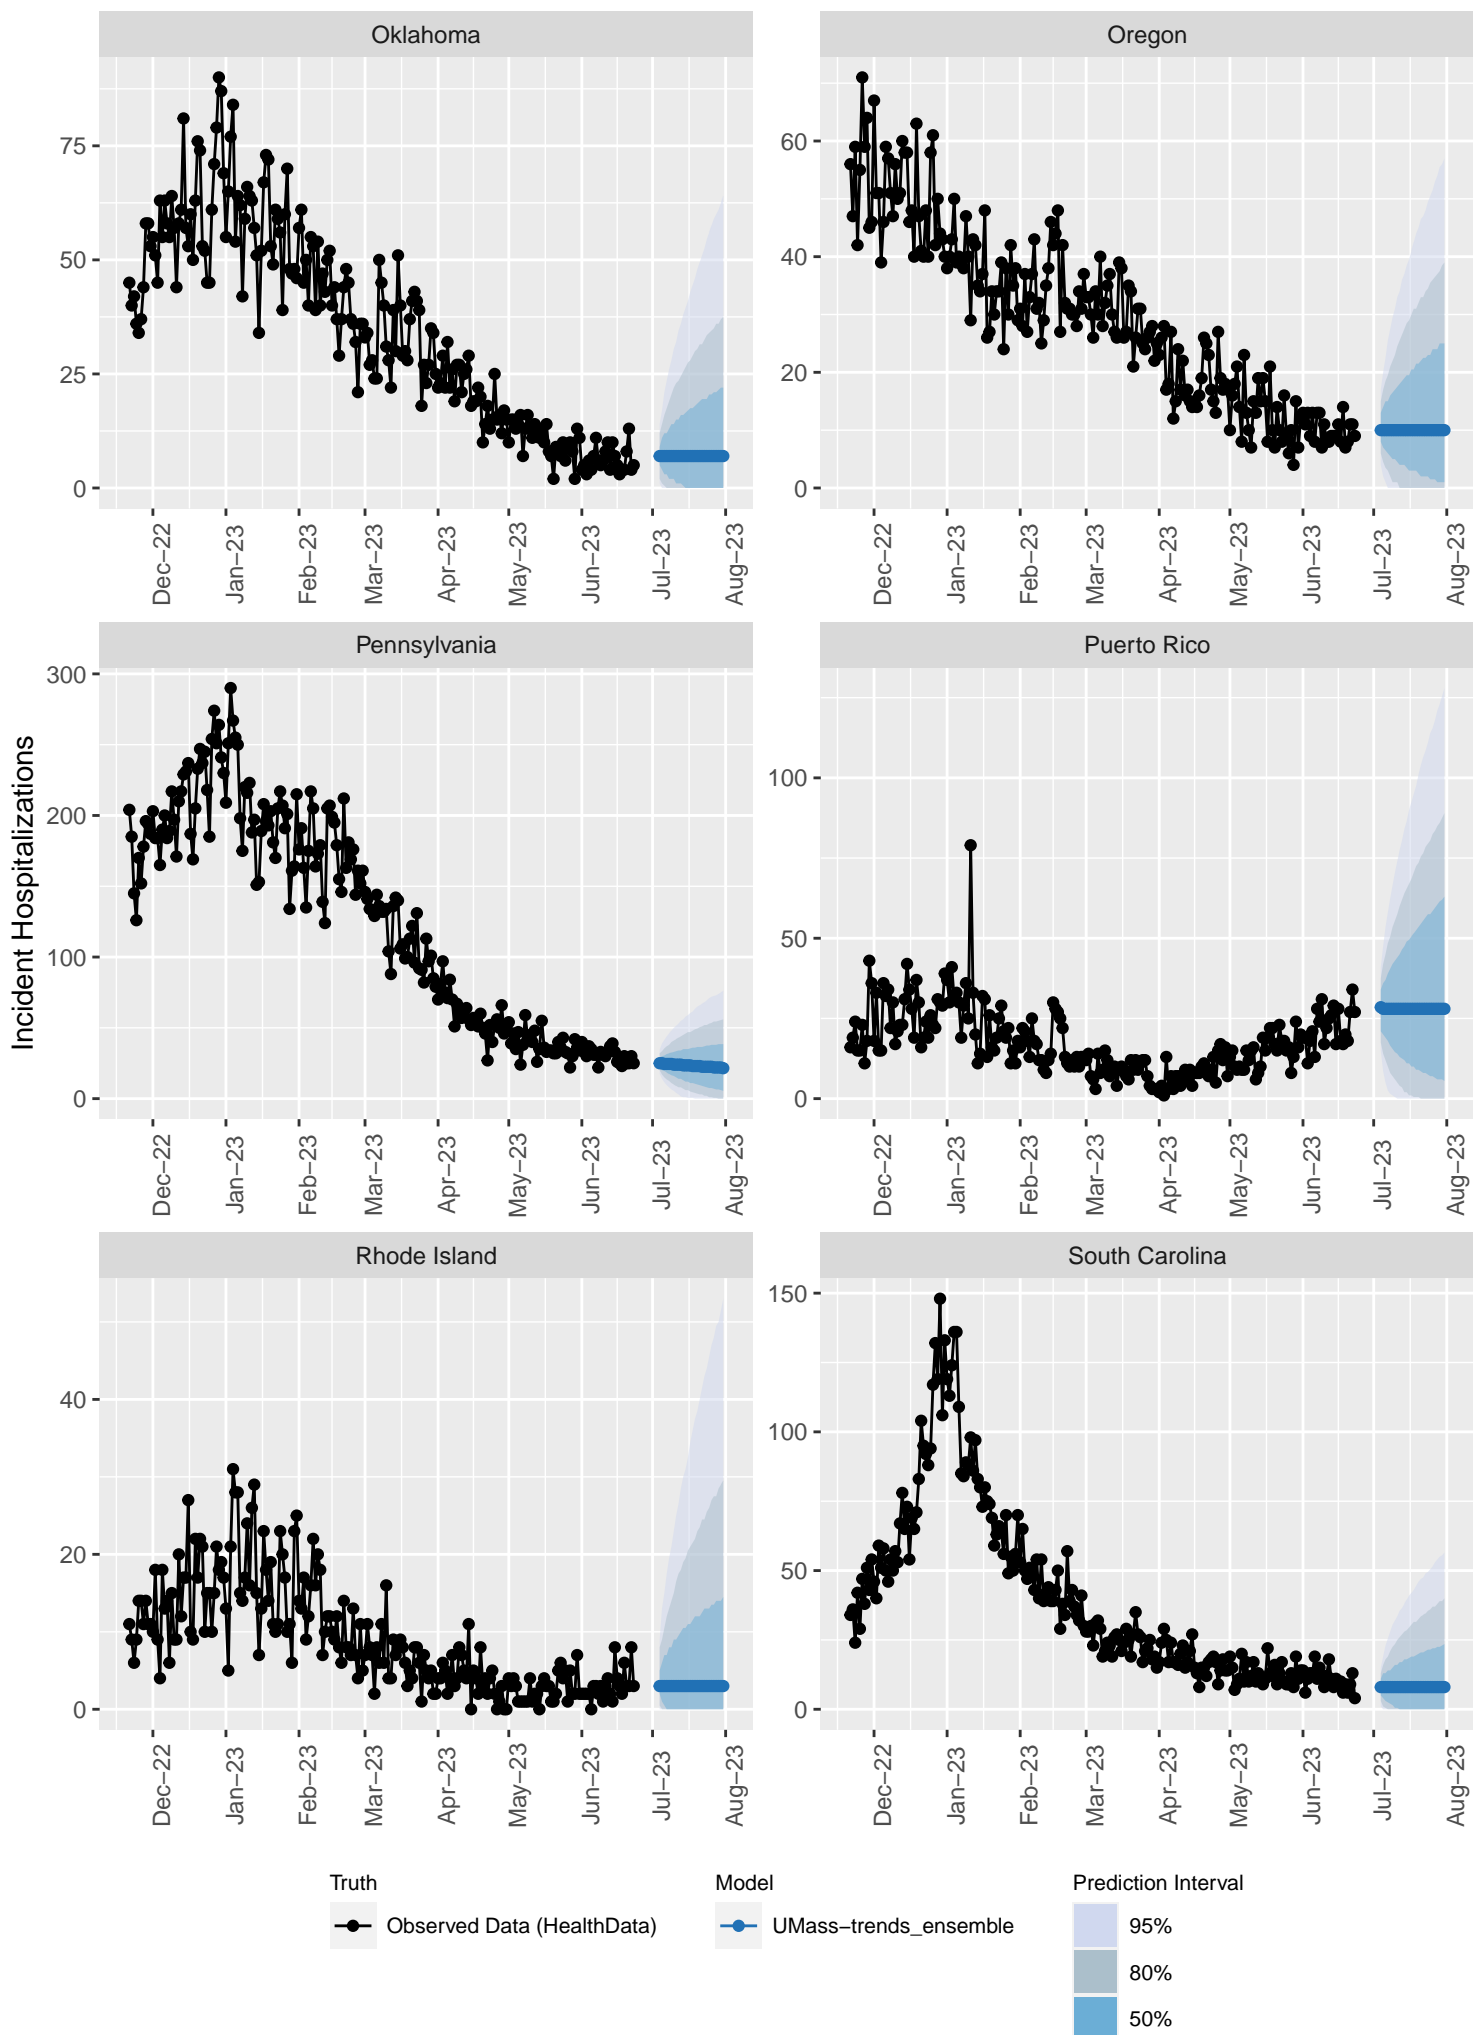 Oklahoma
Oregon
75
50
25
0
60
40
20
0
Dec−22
Jan−23
Feb−23
Mar−23
Apr−23
May−23
Jun−23
Jul−23
Aug−23
Dec−22
Jan−23
Feb−23
Mar−23
Apr−23
May−23
Jun−23
Jul−23
Aug−23
Incident Hospitalizations
Pennsylvania
Puerto Rico
300
200
100
0
100
50
0
Dec−22
Jan−23
Feb−23
Mar−23
Apr−23
May−23
Jun−23
Jul−23
Aug−23
Dec−22
Jan−23
Feb−23
Mar−23
Apr−23
May−23
Jun−23
Jul−23
Aug−23
Rhode Island
South Carolina
40
20
0
150
100
50
0
Dec−22
Jan−23
Feb−23
Mar−23
Apr−23
May−23
Jun−23
Jul−23
Aug−23
Dec−22
Jan−23
Feb−23
Mar−23
Apr−23
May−23
Jun−23
Jul−23
Aug−23
Truth
Observed Data (HealthData)
Model
UMass−trends_ensemble
Prediction Interval
95%
80%
50%